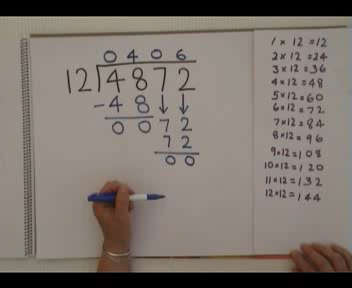 0406
12)4872
-48↓↓
0072
72
00
1 × 12 = 12
2 × 12 = 24
3 × 12 = 36
4 × 12 = 48
5 × 12 = 60
6 × 12 = 72
7 × 12 = 84
8 × 12 = 96
9 × 12 = 108
10 × 12 = 120
11 × 12 = 132
12 × 12 = 144